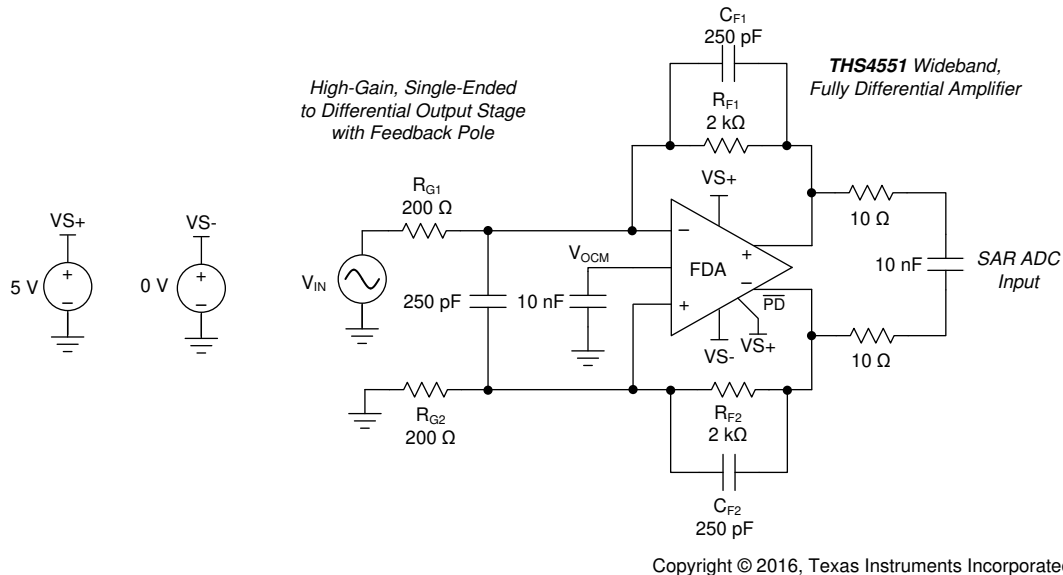 C_F1
250 pF
THS4551 Wideband,
Fully Differential Amplifier
High-Gain, Single-Ended
to Differential Output Stage
with Feedback Pole
R_F1
2 kΩ
R_G1
200 Ω
VS+
VS+
VS-
10 Ω
V_OCM
5 V
+
−
0 V
+
−
V_IN
250 pF
10 nF
−
+
FDA
+
−
PD
10 nF
SAR ADC
Input
VS-
VS+
10 Ω
R_G2
200 Ω
R_F2
2 kΩ
C_F2
250 pF
Copyright © 2016, Texas Instruments Incorporated